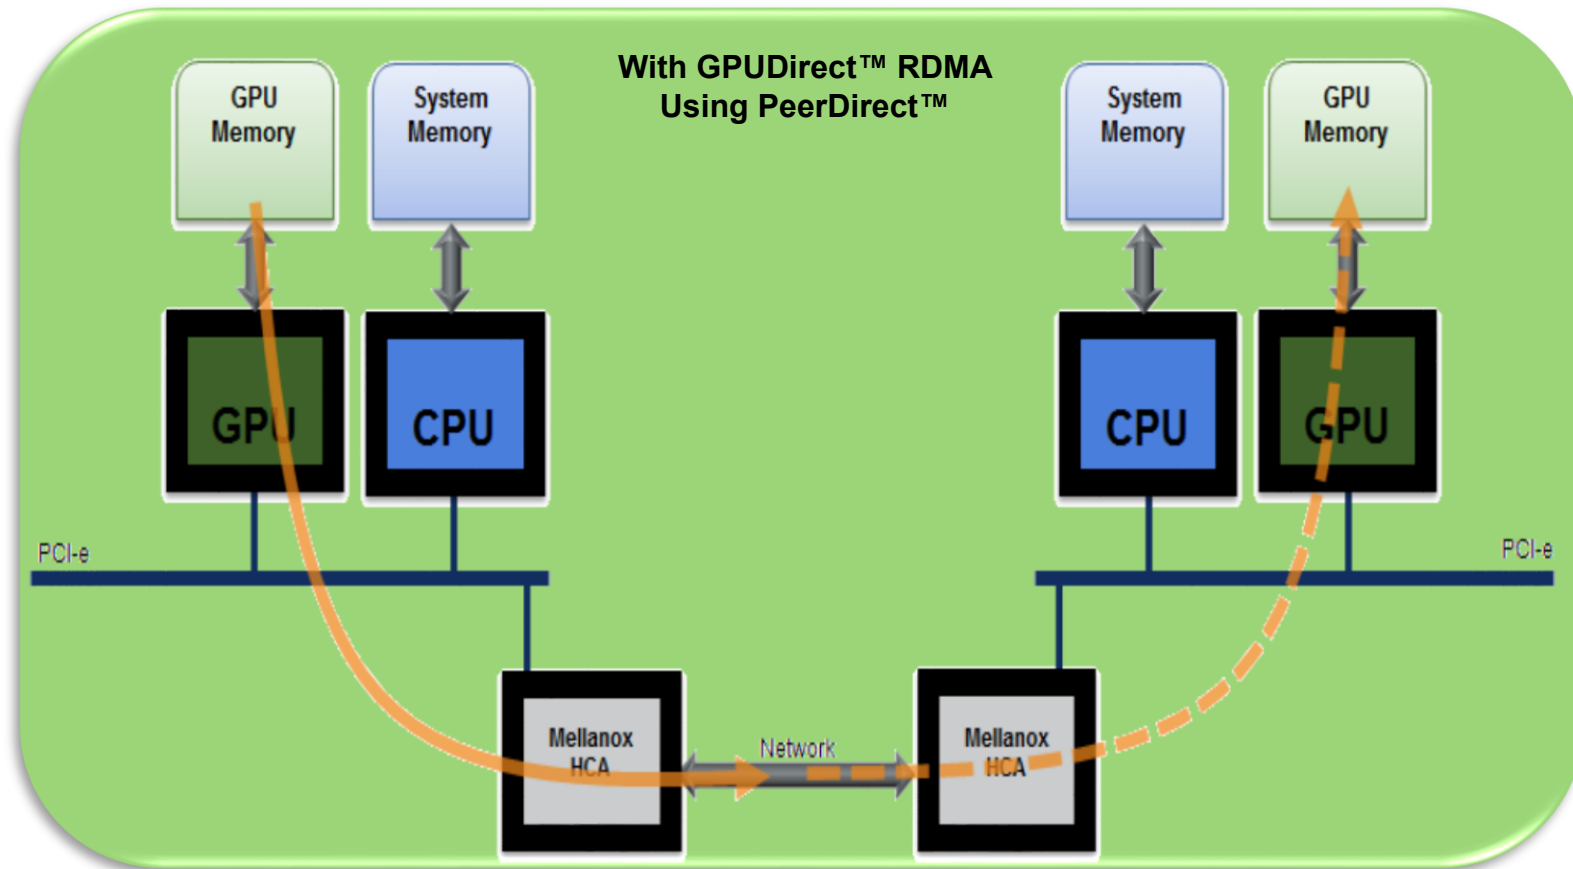 With GPUDirect™ RDMA
Using PeerDirect™
GPU
Memory
System
Memory
System
Memory
GPU
Memory
GPU
CPU
CPU
GPU
PCI-e
PCI-e
Mellanox
HCA
Network
Mellanox
HCA